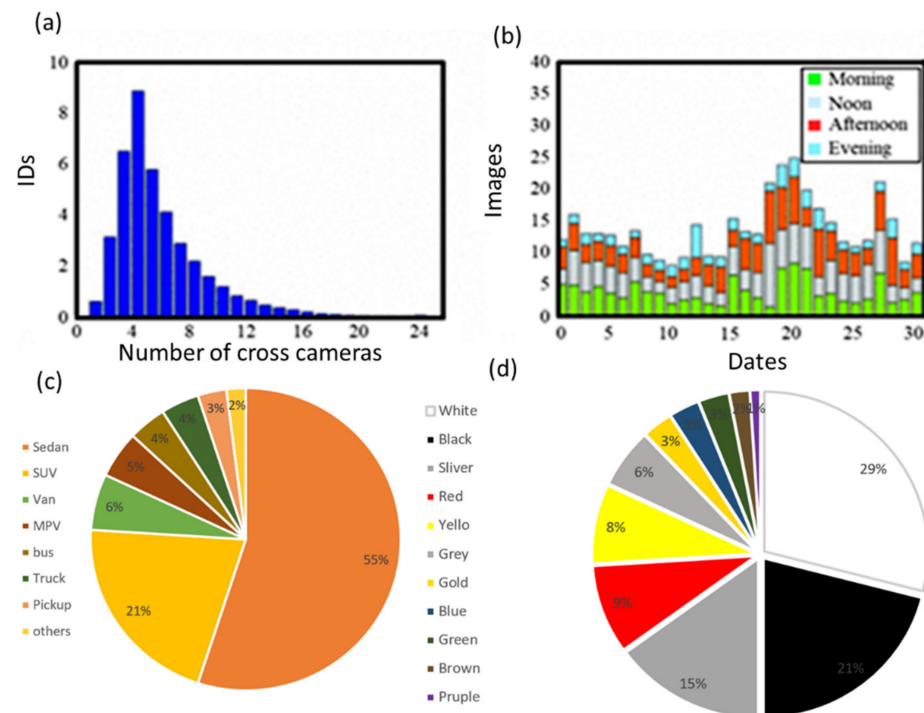 (a)
10
8
6
4
2
0
IDs
0 4 8 12 16 20 24
Number of cross cameras
(b)
40
35
30
25
20
15
10
5
0
Images
Morning
Noon
Afternoon
Evening
0 5 10 15 20 25 30
Dates
(c)
Sedan
SUV
Van
MPV
bus
Truck
Pickup
others
55%
21%
6%
5%
4%
4%
3%
2%
(d)
White
Black
Sliver
Red
Yello
Grey
Gold
Blue
Green
Brown
Pruple
29%
21%
15%
9%
8%
6%
3%
2%
1%